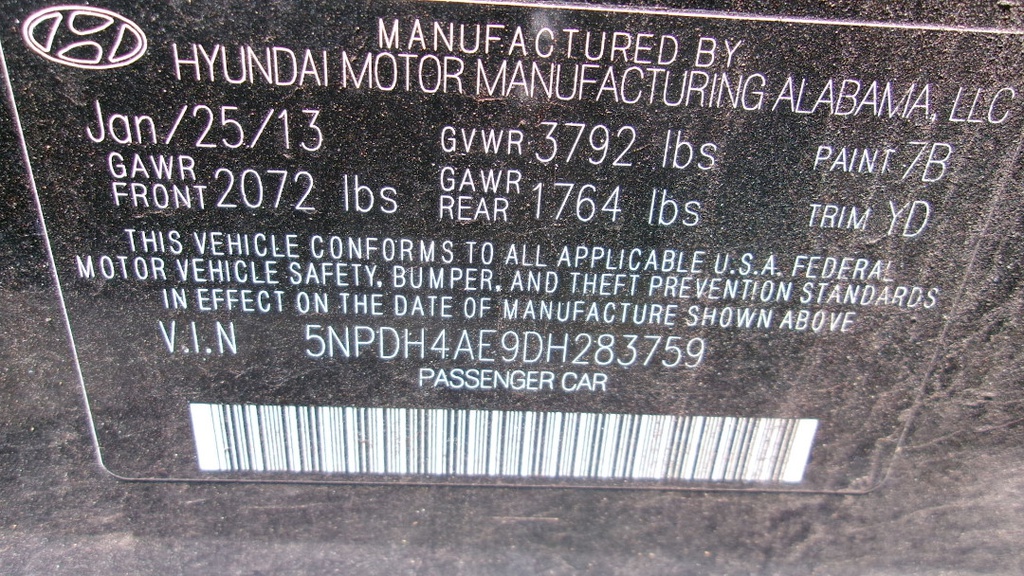 MANUFACTURED BY
HYUNDAI MOTOR MANUFACTURING ALABAMA, LLC
Jan/25/13 GVWR 3792 lbs PAINT 7B
GAWR FRONT 2072 lbs GAWR REAR 1764 lbs TRIM YD
THIS VEHICLE CONFORMS TO ALL APPLICABLE U.S.A. FEDERAL
MOTOR VEHICLE SAFETY, BUMPER, AND THEFT PREVENTION STANDARDS
IN EFFECT ON THE DATE OF MANUFACTURE SHOWN ABOVE
V.I.N 5NPDH4AE9DH283759
PASSENGER CAR